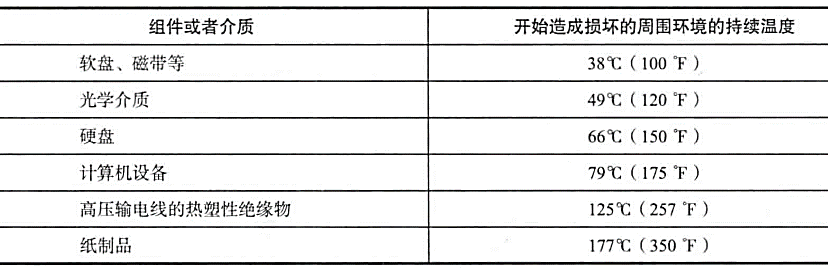 组件或者介质 开始造成损坏的周围环境的持续温度
软盘、磁带等 38℃（100 ℉）
光学介质 49℃（120 ℉）
硬盘 66℃（150 ℉）
计算机设备 79℃（175 ℉）
高压输电线的热塑性绝缘物 125℃（257 ℉）
纸制品 177℃（350 ℉）